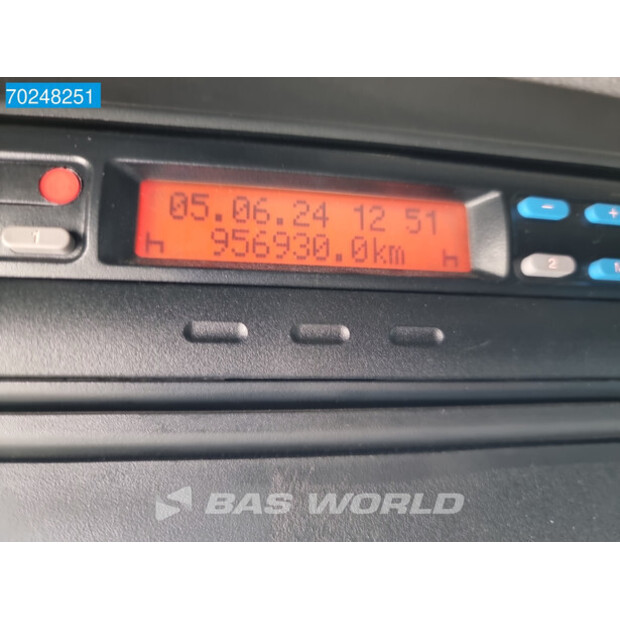 70248251
05.06.24 12 51
956930.0km
1
- +
2 M
BAS WORLD